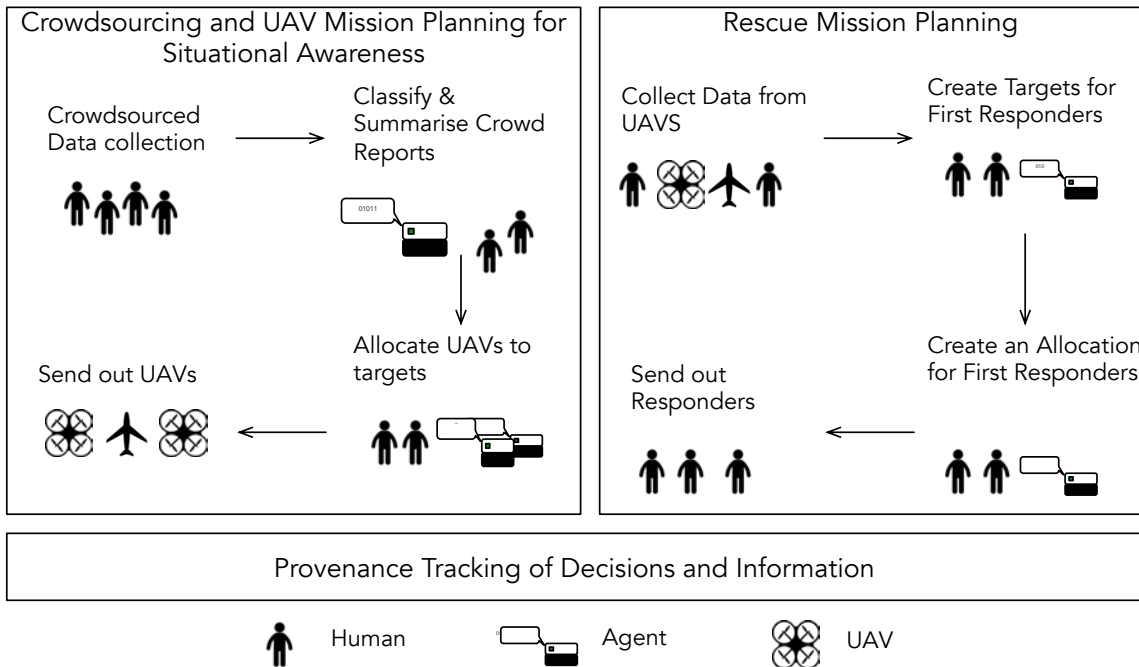 Crowdsourcing and UAV Mission Planning for
Situational Awareness
Crowdsourced
Data collection
Classify &
Summarise Crowd
Reports
01011
Allocate UAVs to
targets
Send out UAVs
Rescue Mission Planning
Collect Data from
UAVS
Create Targets for
First Responders
010
Create an Allocation
for First Responders
Send out
Responders
Provenance Tracking of Decisions and Information
Human
Agent
UAV